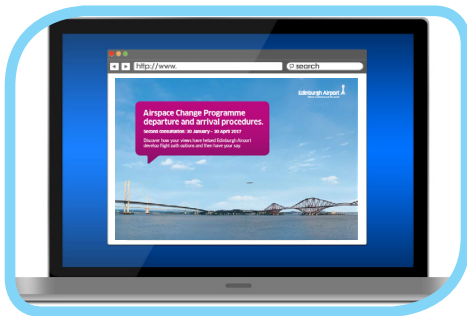 http://www.
search
Edinburgh Airport
Airspace Change Programme
departure and arrival procedures.
Second consultation: 30 January - 30 April 2017
Discover how your views have helped Edinburgh Airport
develop flight path options and then have your say.